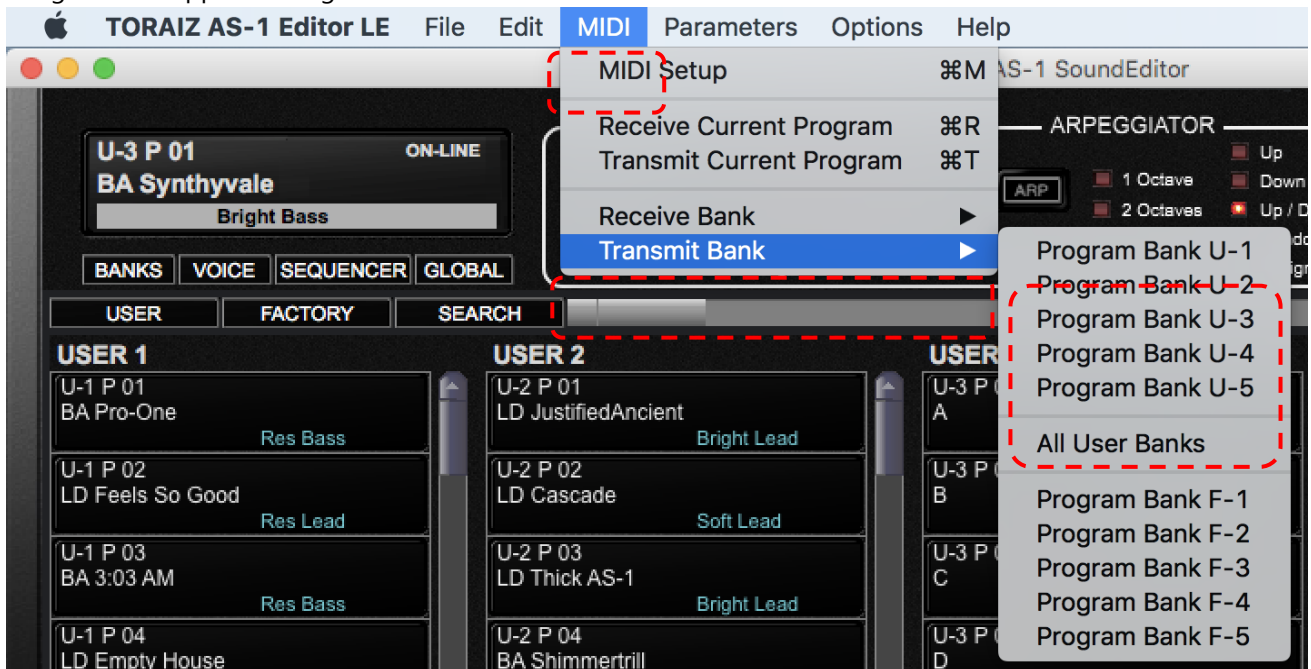 TORAIZ AS-1 Editor LE File Edit MIDI Parameters Options Help
MIDI Setup ⌘M
AS-1 SoundEditor
Receive Current Program ⌘R
Transmit Current Program ⌘T
Receive Bank
Transmit Bank
U-3 P 01 ON-LINE
BA Synthyvale
Bright Bass
BANKS VOICE SEQUENCER GLOBAL
ARPEGGIATOR
ARP
1 Octave
2 Octaves
Up
Down
Up / D
Program Bank U-1
Program Bank U-2
Program Bank U-3
Program Bank U-4
Program Bank U-5
All User Banks
Program Bank F-1
Program Bank F-2
Program Bank F-3
Program Bank F-4
Program Bank F-5
USER FACTORY SEARCH
USER 1
U-1 P 01
BA Pro-One
Res Bass
U-1 P 02
LD Feels So Good
Res Lead
U-1 P 03
BA 3:03 AM
Res Bass
U-1 P 04
LD Empty House
USER 2
U-2 P 01
LD JustifiedAncient
Bright Lead
U-2 P 02
LD Cascade
Soft Lead
U-2 P 03
LD Thick AS-1
Bright Lead
U-2 P 04
BA Shimmertrill
USER
U-3 P
A
U-3 P
B
U-3 P
C
U-3 P
D